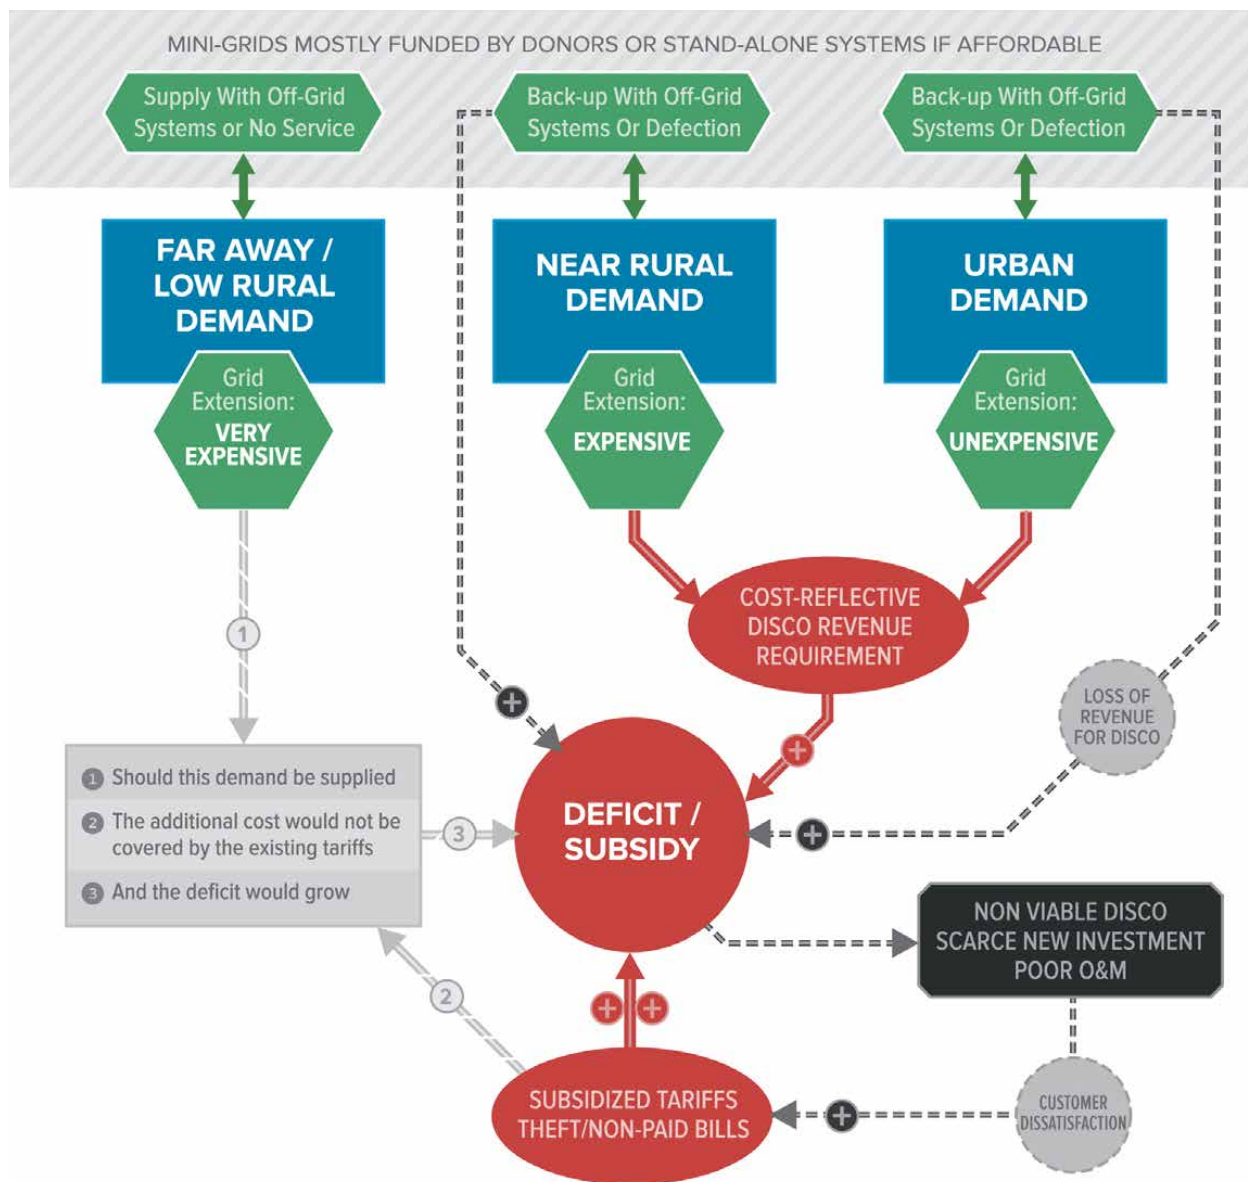 MINI-GRIDS MOSTLY FUNDED BY DONORS OR STAND-ALONE SYSTEMS IF AFFORDABLE
Supply With Off-Grid
Systems or No Service
Back-up With Off-Grid
Systems Or Defection
Back-up With Off-Grid
Systems Or Defection
FAR AWAY /
LOW RURAL
DEMAND
NEAR RURAL
DEMAND
URBAN
DEMAND
Grid
Extension:
VERY
EXPENSIVE
Grid
Extension:
EXPENSIVE
Grid
Extension:
UNEXPENSIVE
COST-REFLECTIVE
DISCO REVENUE
REQUIREMENT
1
LOSS OF
REVENUE
FOR DISCO
+
+
1 Should this demand be supplied
2 The additional cost would not be
covered by the existing tariffs
3 And the deficit would grow
3
DEFICIT /
SUBSIDY
+
NON VIABLE DISCO
SCARCE NEW INVESTMENT
POOR O&M
2
+ +
SUBSIDIZED TARIFFS
THEFT/NON-PAID BILLS
+
CUSTOMER
DISSATISFACTION